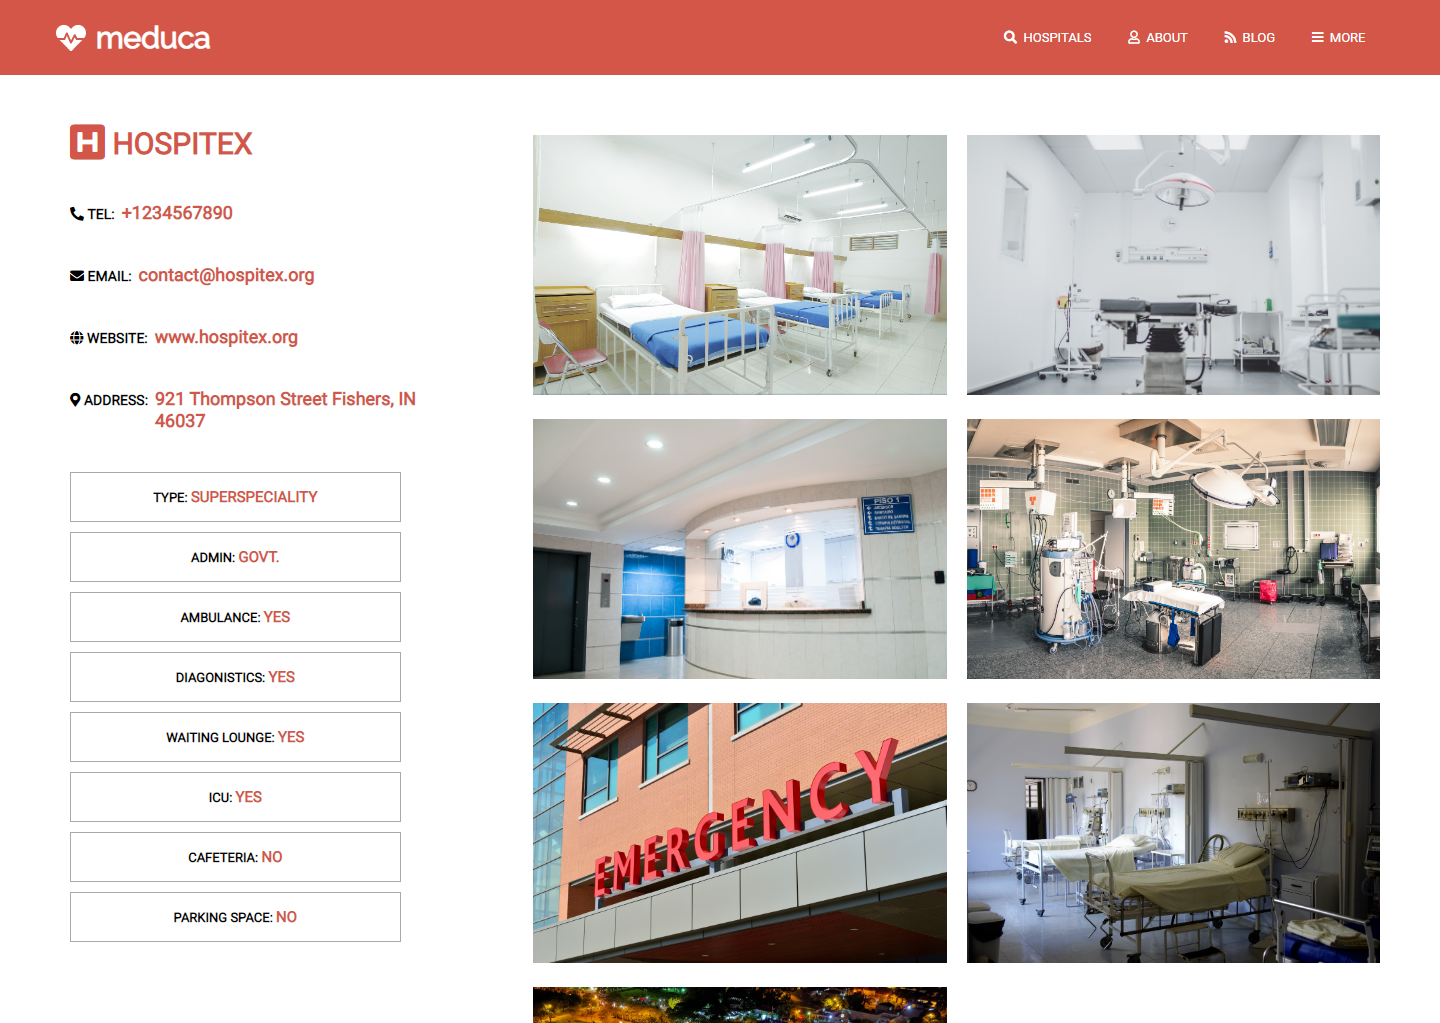 meduca
HOSPITALS
ABOUT
BLOG
MORE
H HOSPITEX
TEL: +1234567890
EMAIL: contact@hospitex.org
WEBSITE: www.hospitex.org
ADDRESS: 921 Thompson Street Fishers, IN
46037
TYPE: SUPERSPECIALITY
ADMIN: GOVT.
AMBULANCE: YES
DIAGONISTICS: YES
WAITING LOUNGE: YES
ICU: YES
CAFETERIA: NO
PARKING SPACE: NO
PISO 1
EMERGENCY